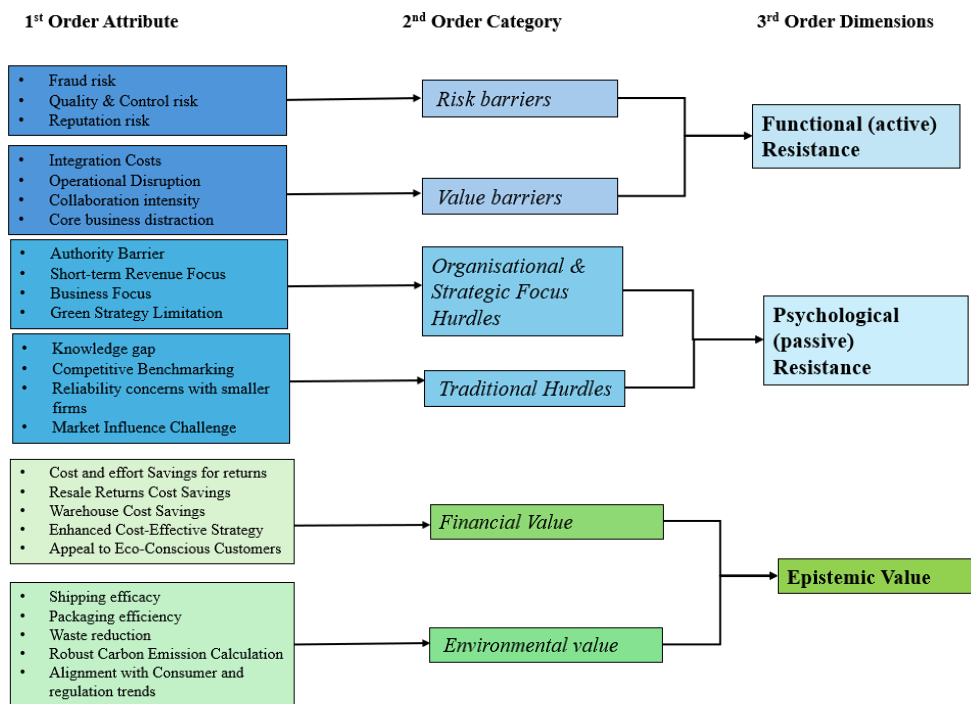 1st Order Attribute
2nd Order Category
3rd Order Dimensions
• Fraud risk
• Quality & Control risk
• Reputation risk
Risk barriers
Functional (active)
Resistance
• Integration Costs
• Operational Disruption
• Collaboration intensity
• Core business distraction
Value barriers
• Authority Barrier
• Short-term Revenue Focus
• Business Focus
• Green Strategy Limitation
Organisational &
Strategic Focus
Hurdles
Psychological
(passive)
Resistance
• Knowledge gap
• Competitive Benchmarking
• Reliability concerns with smaller
firms
• Market Influence Challenge
Traditional Hurdles
• Cost and effort Savings for returns
• Resale Returns Cost Savings
• Warehouse Cost Savings
• Enhanced Cost-Effective Strategy
• Appeal to Eco-Conscious Customers
Financial Value
Epistemic Value
• Shipping efficacy
• Packaging efficiency
• Waste reduction
• Robust Carbon Emission Calculation
• Alignment with Consumer and
regulation trends
Environmental value